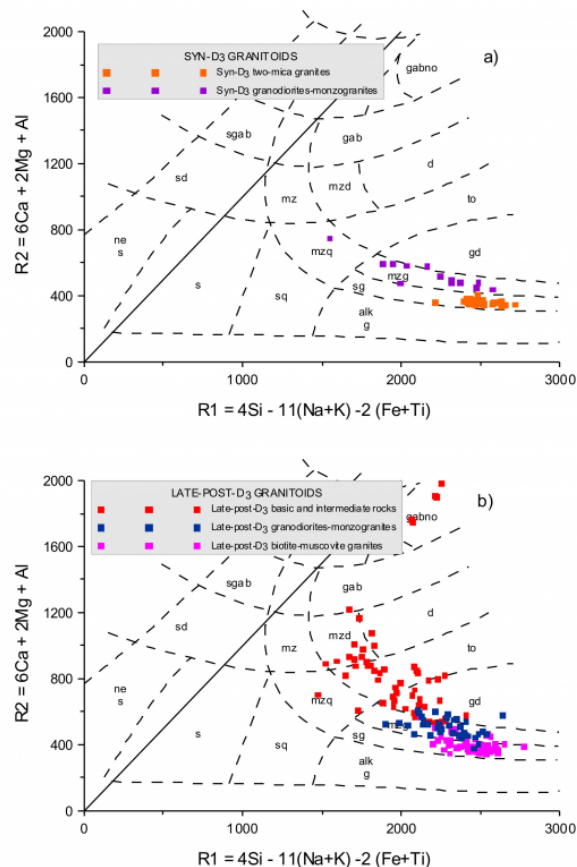 a)
SYN-D3 GRANITOIDS
Syn-D3 two-mica granites
Syn-D3 granodiorites-monzogranites
2000
1600
1200
800
400
0
R2 = 6Ca + 2Mg + Al
gabno
sgab
gab
sd
d
mz
mzd
to
ne
s
mzq
gd
mzg
s
sq
sg
alk
g
0
1000
2000
3000
R1 = 4Si - 11(Na+K) -2 (Fe+Ti)
b)
LATE-POST-D3 GRANITOIDS
Late-post-D3 basic and intermediate rocks
Late-post-D3 granodiorites-monzogranites
Late-post-D3 biotite-muscovite granites
2000
1600
1200
800
400
0
R2 = 6Ca + 2Mg + Al
gabno
sgab
gab
sd
d
mz
mzd
to
ne
s
mzq
gd
s
sq
sg
alk
g
0
1000
2000
3000
R1 = 4Si - 11(Na+K) -2 (Fe+Ti)